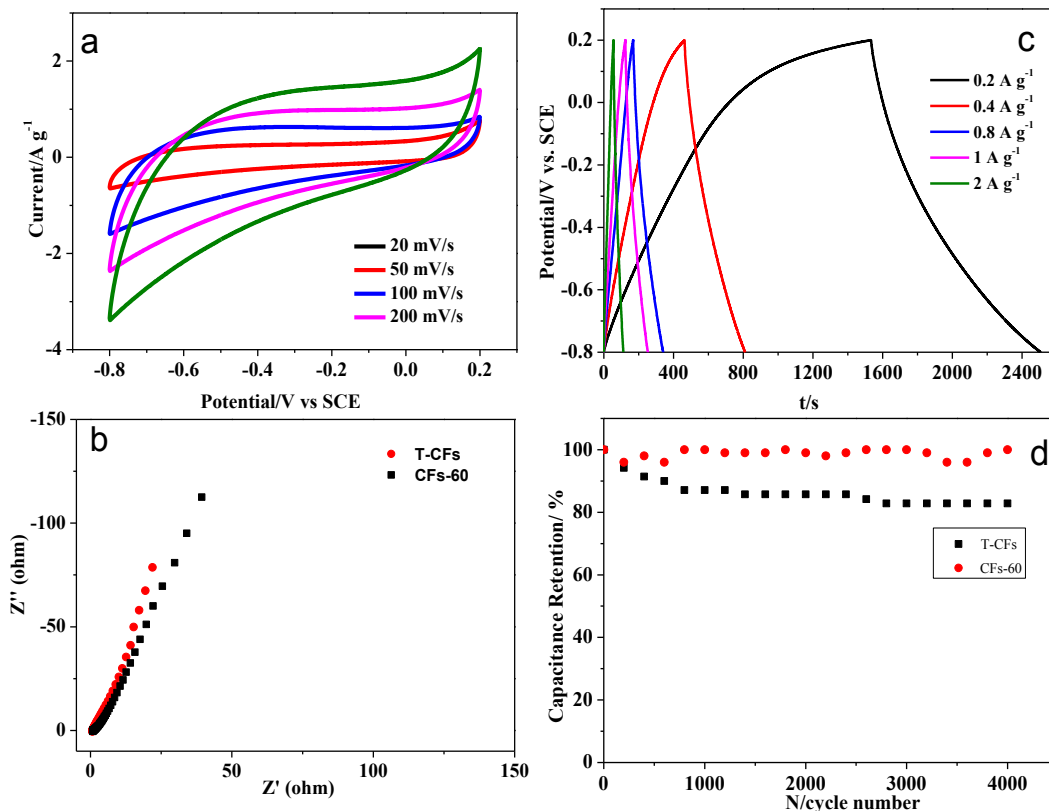 a
Current/A g⁻¹
2
0
-2
-4
20 mV/s
50 mV/s
100 mV/s
200 mV/s
-0.8 -0.6 -0.4 -0.2 0.0 0.2
Potential/V vs SCE
c
Potential/V vs. SCE
0.2
0.0
-0.2
-0.4
-0.6
-0.8
0.2 A g⁻¹
0.4 A g⁻¹
0.8 A g⁻¹
1 A g⁻¹
2 A g⁻¹
0 400 800 1200 1600 2000 2400
t/s
b
Z'' (ohm)
-150
-100
-50
0
T-CFs
CFs-60
0 50 100 150
Z' (ohm)
d
Capacitance Retention/ %
100
80
60
40
20
0
T-CFs
CFs-60
0 1000 2000 3000 4000
N/cycle number